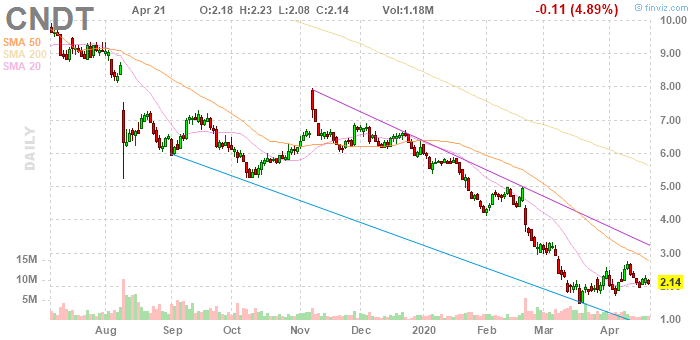 CNDT Apr 21 O:2.18 H:2.23 L:2.08 C:2.14 Vol:1.18M -0.11 (4.89%) © finviz.com
SMA 50
SMA 200
SMA 20
DAILY
10.00
9.00
8.00
7.00
6.00
5.00
4.00
3.00
2.14
1.00
15M
10M
5M
Aug Sep Oct Nov Dec 2020 Feb Mar Apr